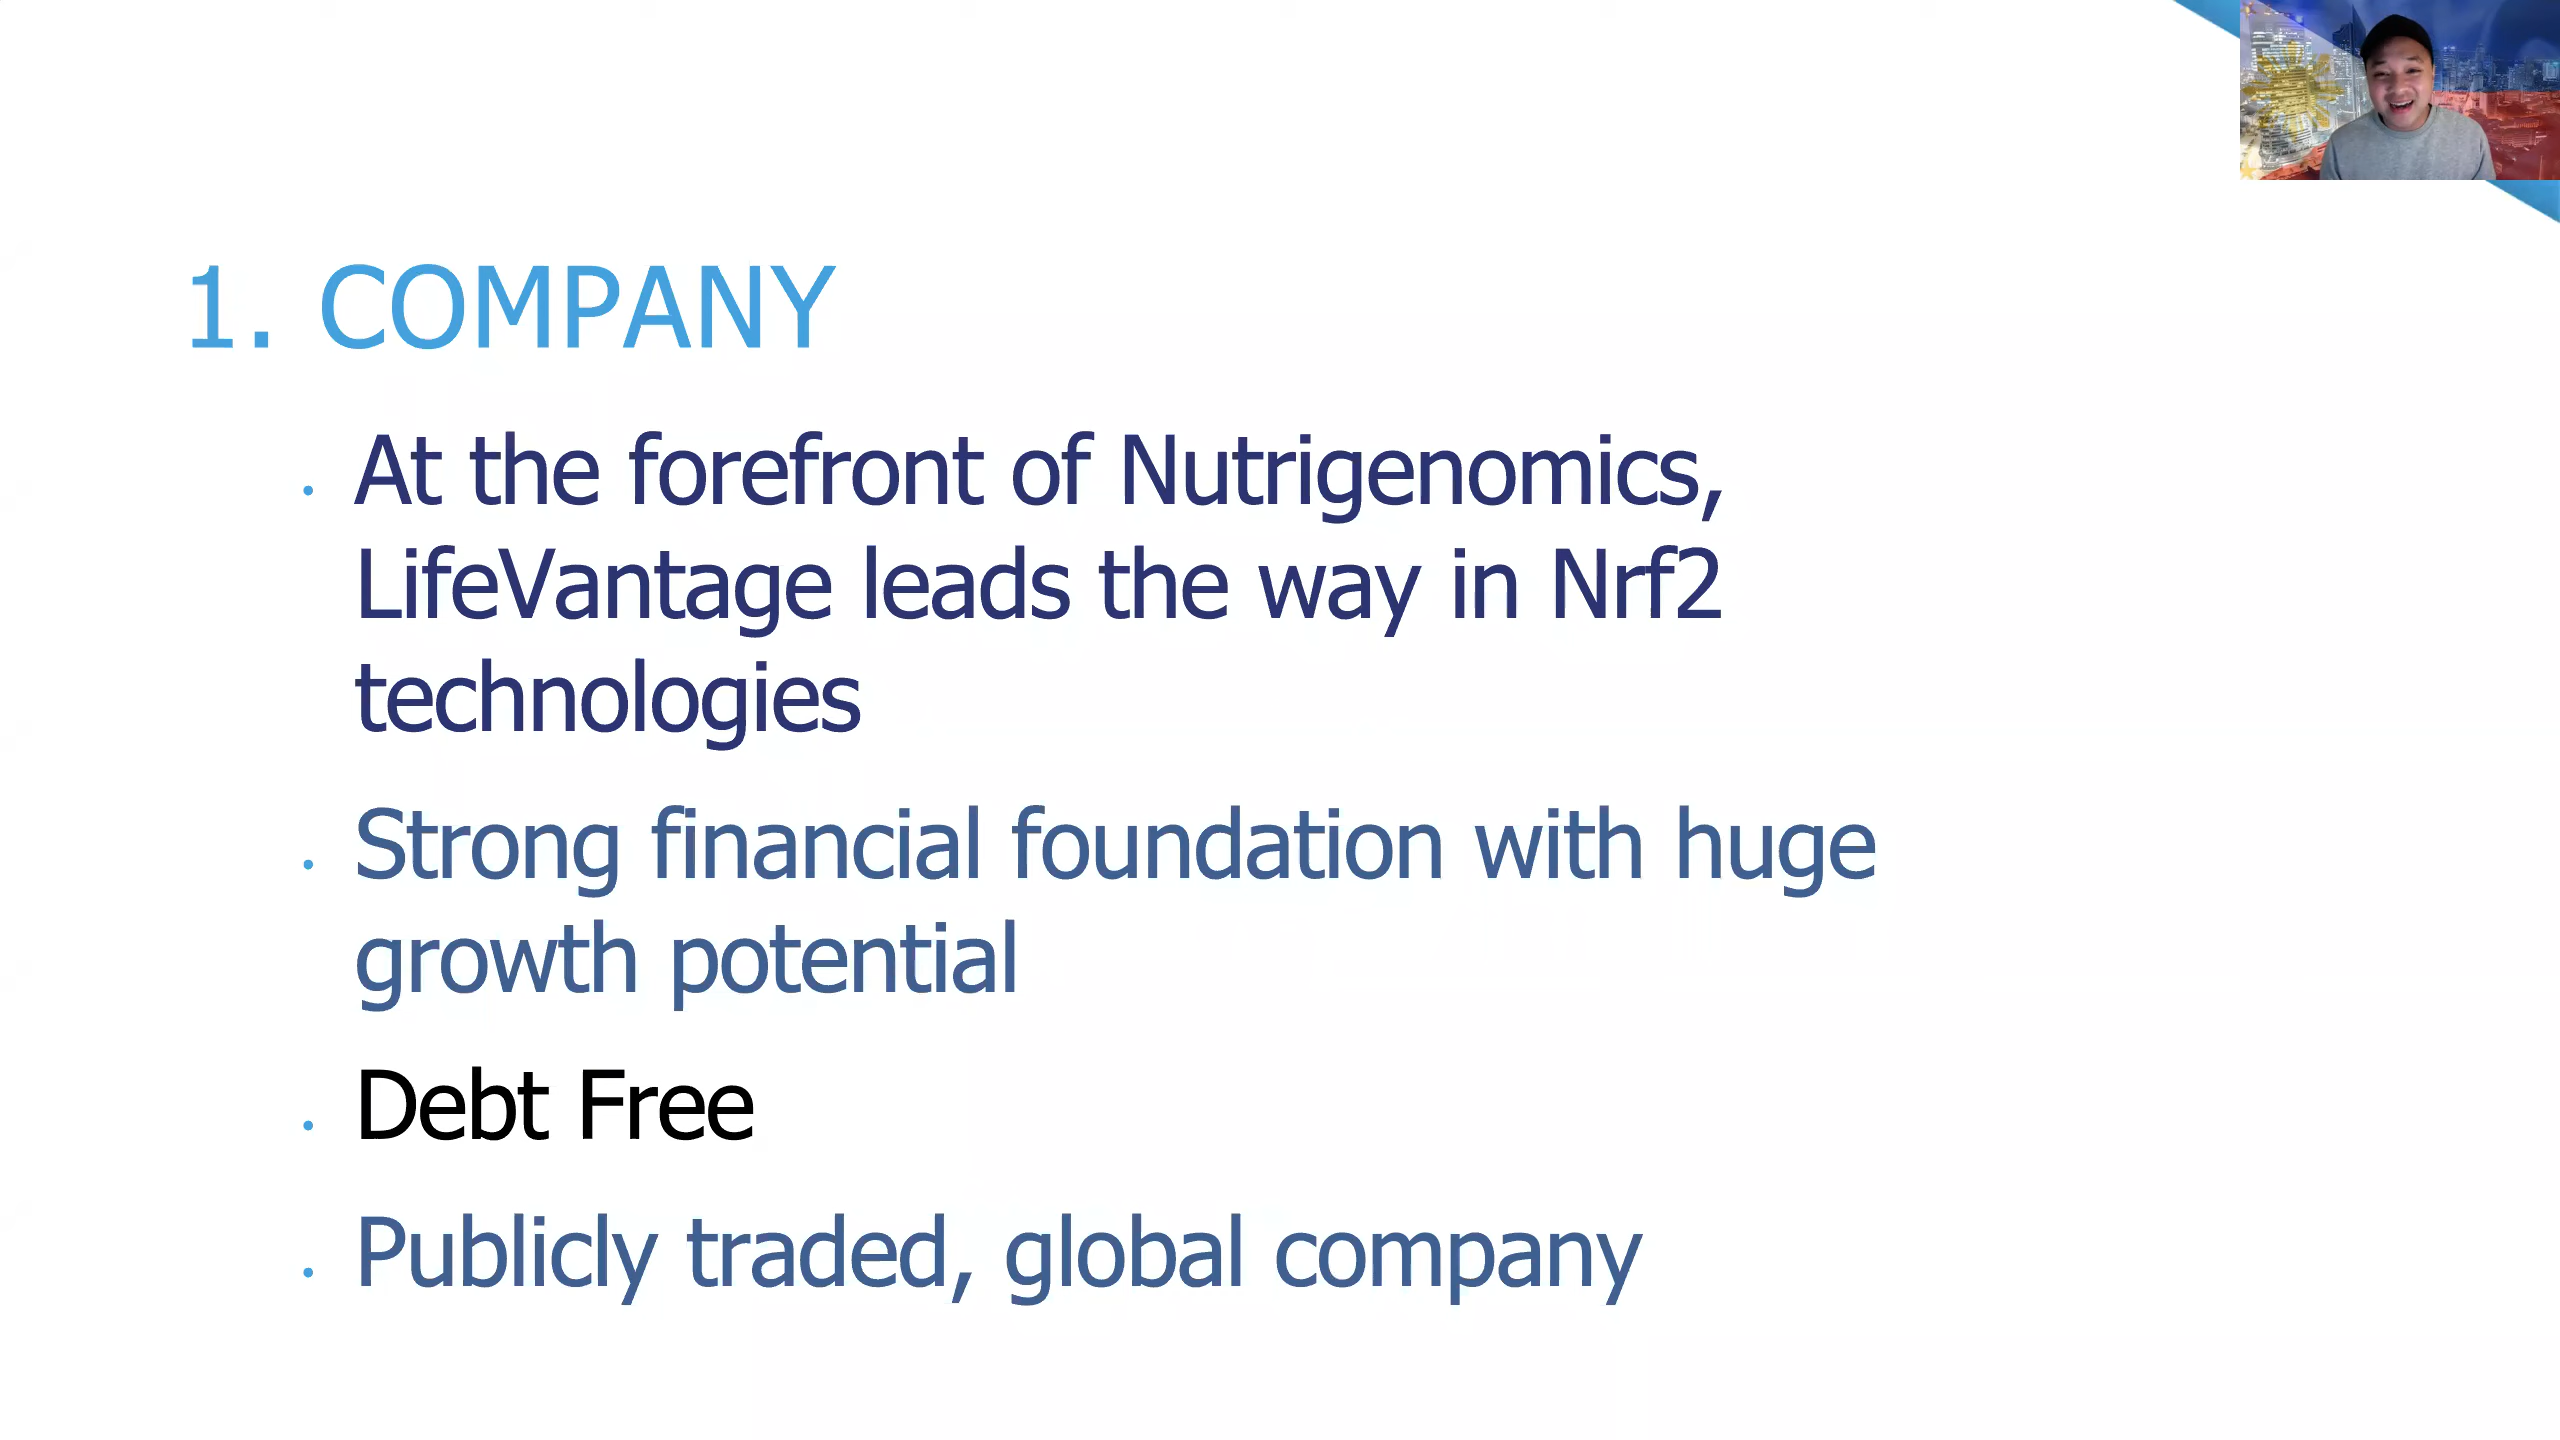 1. COMPANY
• At the forefront of Nutrigenomics,
LifeVantage leads the way in Nrf2
technologies
• Strong financial foundation with huge
growth potential
• Debt Free
• Publicly traded, global company